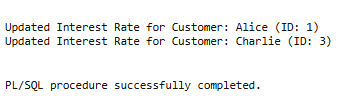 Updated Interest Rate for Customer: Alice (ID: 1)
Updated Interest Rate for Customer: Charlie (ID: 3)
PL/SQL procedure successfully completed.